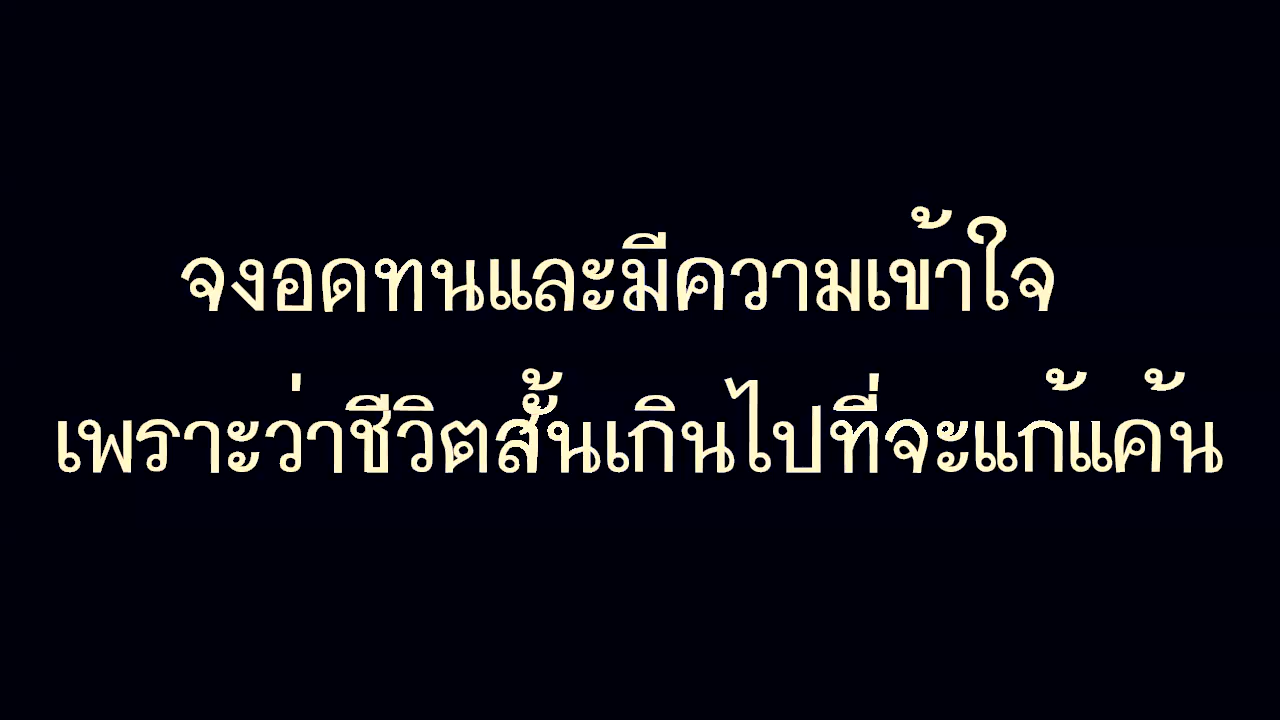 จงอดทนและมีความเข้าใจ
เพราะว่าชีวิตสั้นเกินไปที่จะแก้แค้น